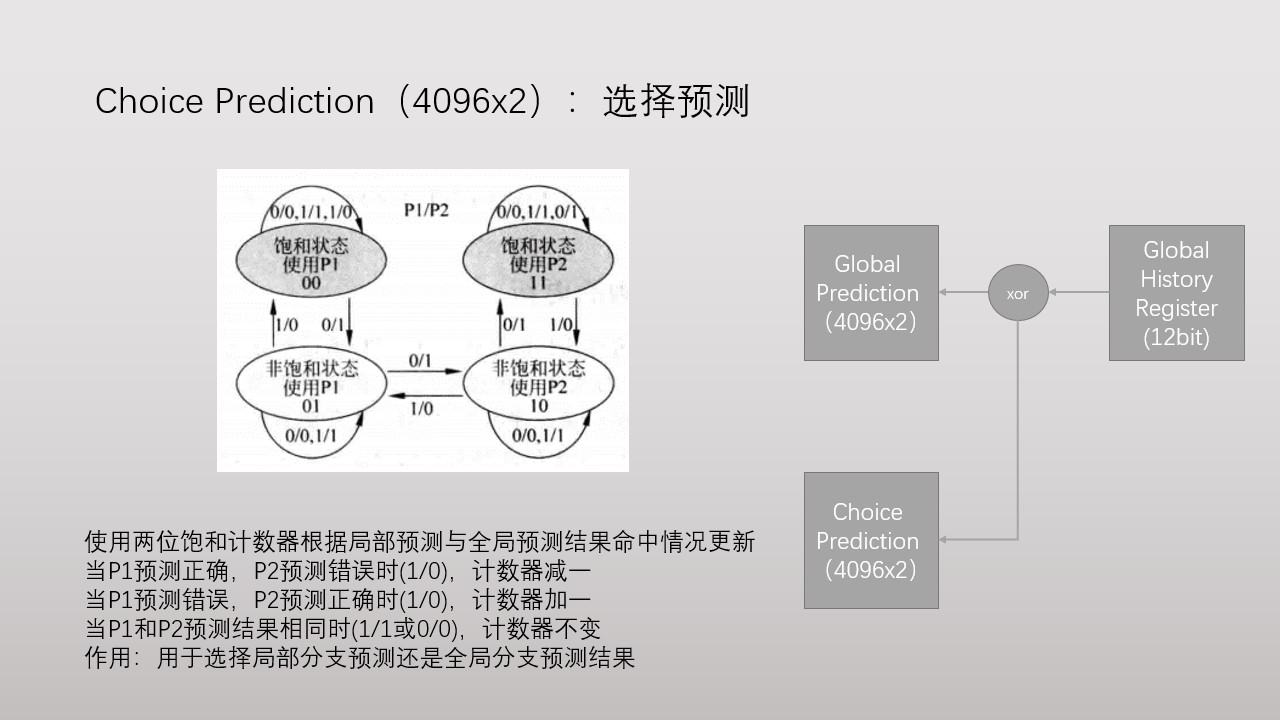 Choice Prediction（4096x2）：选择预测
0/0,1/1,1/0
P1/P2
0/0,1/1,0/1
饱和状态
使用P1
00
饱和状态
使用P2
11
1/0
0/1
0/1
1/0
非饱和状态
使用P1
01
0/1
1/0
非饱和状态
使用P2
10
0/0,1/1
0/0,1/1
Global
Prediction
（4096x2）
xor
Global
History
Register
(12bit)
Choice
Prediction
（4096x2）
使用两位饱和计数器根据局部预测与全局预测结果命中情况更新
当P1预测正确，P2预测错误时(1/0)，计数器减一
当P1预测错误，P2预测正确时(1/0)，计数器加一
当P1和P2预测结果相同时(1/1或0/0)，计数器不变
作用：用于选择局部分支预测还是全局分支预测结果